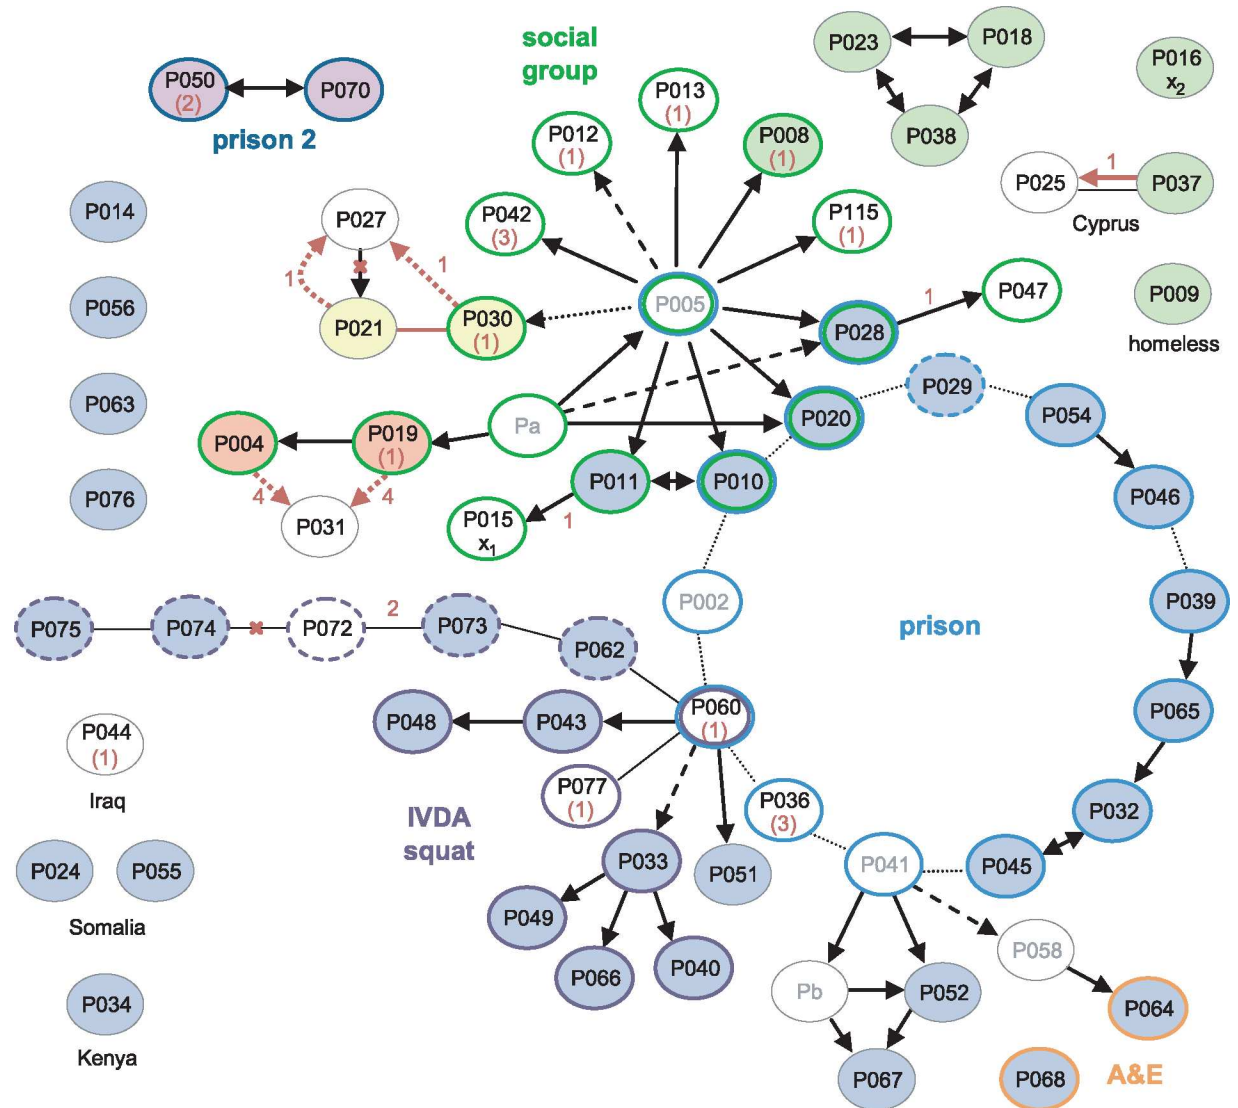 social
group
P023
P018
P016
x2
P050
(2)
P070
P013
(1)
prison 2
P012
(1)
P008
(1)
P038
1
P025
P037
Cyprus
P014
P027
P042
(3)
P115
(1)
1
1
P005
1
P047
P009
P056
P021
P030
(1)
P028
homeless
P029
P063
P004
P019
(1)
Pa
P020
P054
4
4
P011
P010
P076
P031
P015
x1
1
P046
P002
P039
prison
P075
P074
P072
2
P073
P062
P048
P043
P060
(1)
P065
P044
(1)
Iraq
P077
(1)
P036
(3)
P032
IVDA
squat
P024
P055
P033
P051
P041
P045
Somalia
P049
P058
P066
P040
Pb
P052
P034
P064
Kenya
P067
P068
A&E